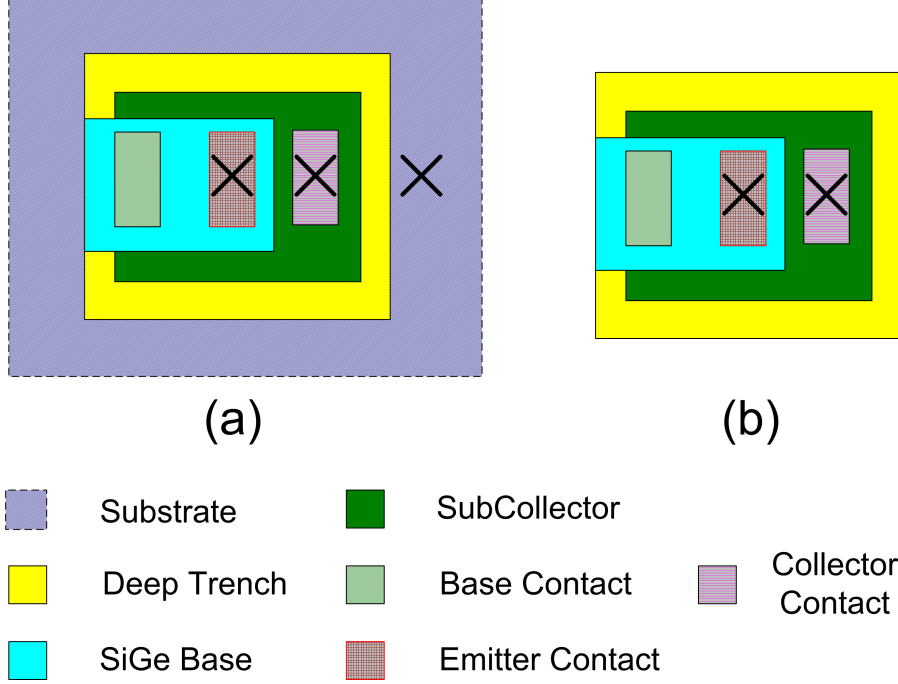 (a)
(b)
Substrate
SubCollector
Deep Trench
Base Contact
Collector
Contact
SiGe Base
Emitter Contact